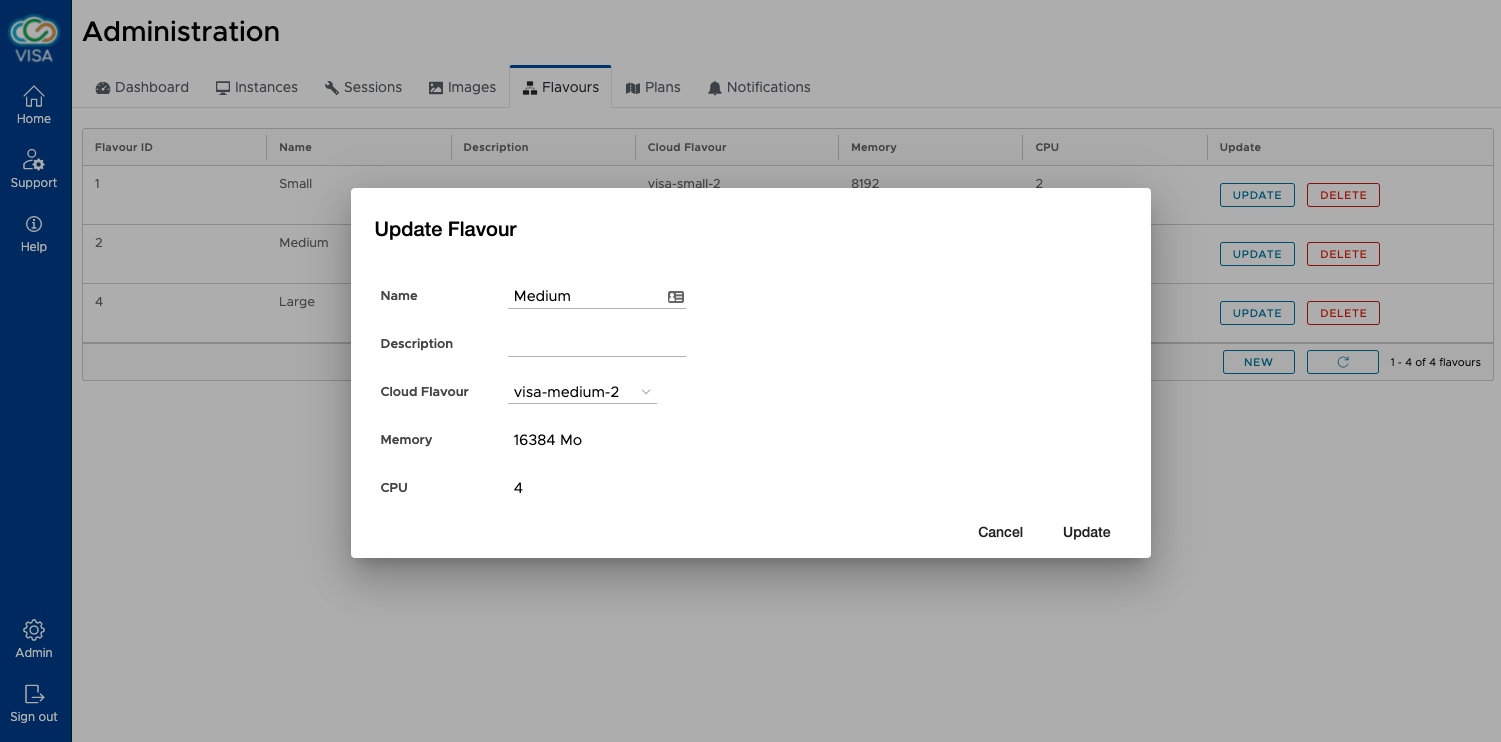 VISA
Home
Support
Help
Admin
Sign out
Administration
Dashboard Instances Sessions Images Flavours Plans Notifications
Flavour ID Name Description Cloud Flavour Memory CPU Update
1 Small visa-small-2 8192 2 UPDATE DELETE
2 Medium UPDATE DELETE
4 Large UPDATE DELETE
NEW 1 - 4 of 4 flavours
Update Flavour
Name Medium
Description
Cloud Flavour visa-medium-2
Memory 16384 Mo
CPU 4
Cancel Update